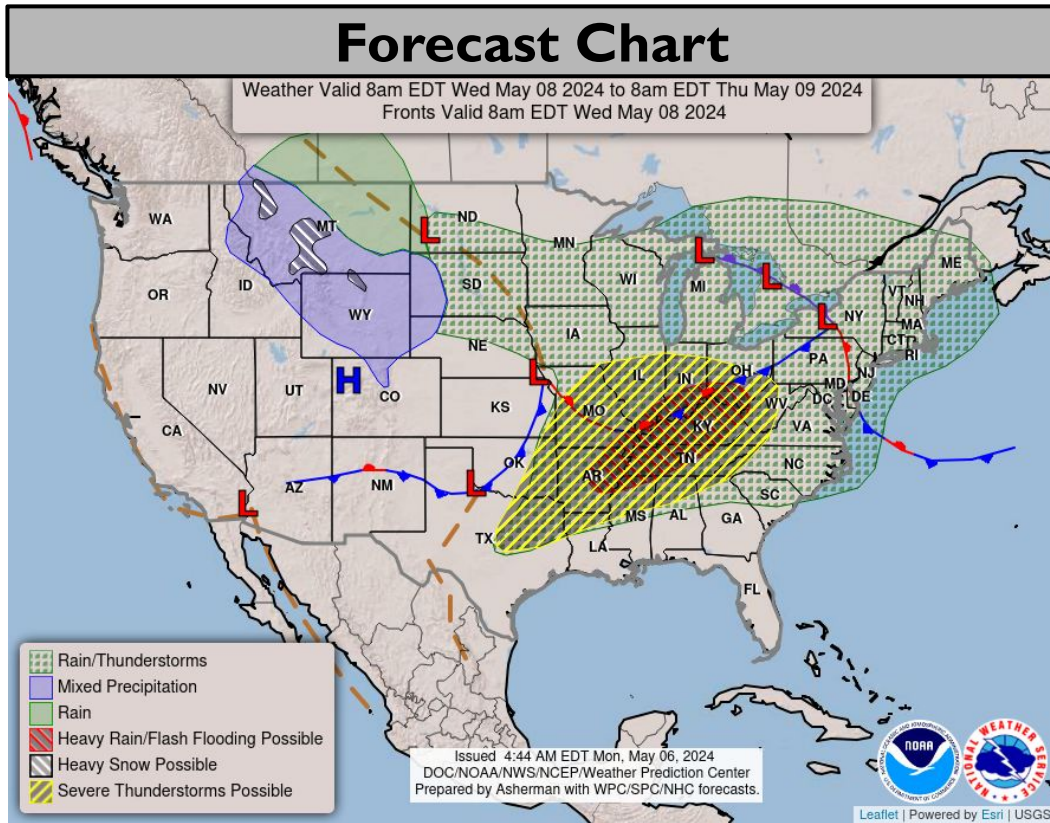 Forecast Chart
Weather Valid 8am EDT Wed May 08 2024 to 8am EDT Thu May 09 2024
Fronts Valid 8am EDT Wed May 08 2024
WA
MT
ND
MN
ME
OR
ID
SD
WI
MI
VT
NH
WY
NY
MA
CT
RI
IA
NE
PA
NJ
NV
UT
CO
IL
IN
OH
MD
DE
DC
KS
MO
WV
VA
CA
KY
OK
AR
TN
NC
AZ
NM
SC
MS
AL
GA
TX
LA
FL
L
L
L
L
L
H
L
L
Rain/Thunderstorms
Mixed Precipitation
Rain
Heavy Rain/Flash Flooding Possible
Heavy Snow Possible
Severe Thunderstorms Possible
Issued 4:44 AM EDT Mon, May 06, 2024
DOC/NOAA/NWS/NCEP/Weather Prediction Center
Prepared by Asherman with WPC/SPC/NHC forecasts.
NOAA
NATIONAL WEATHER SERVICE
Leaflet | Powered by Esri | USGS